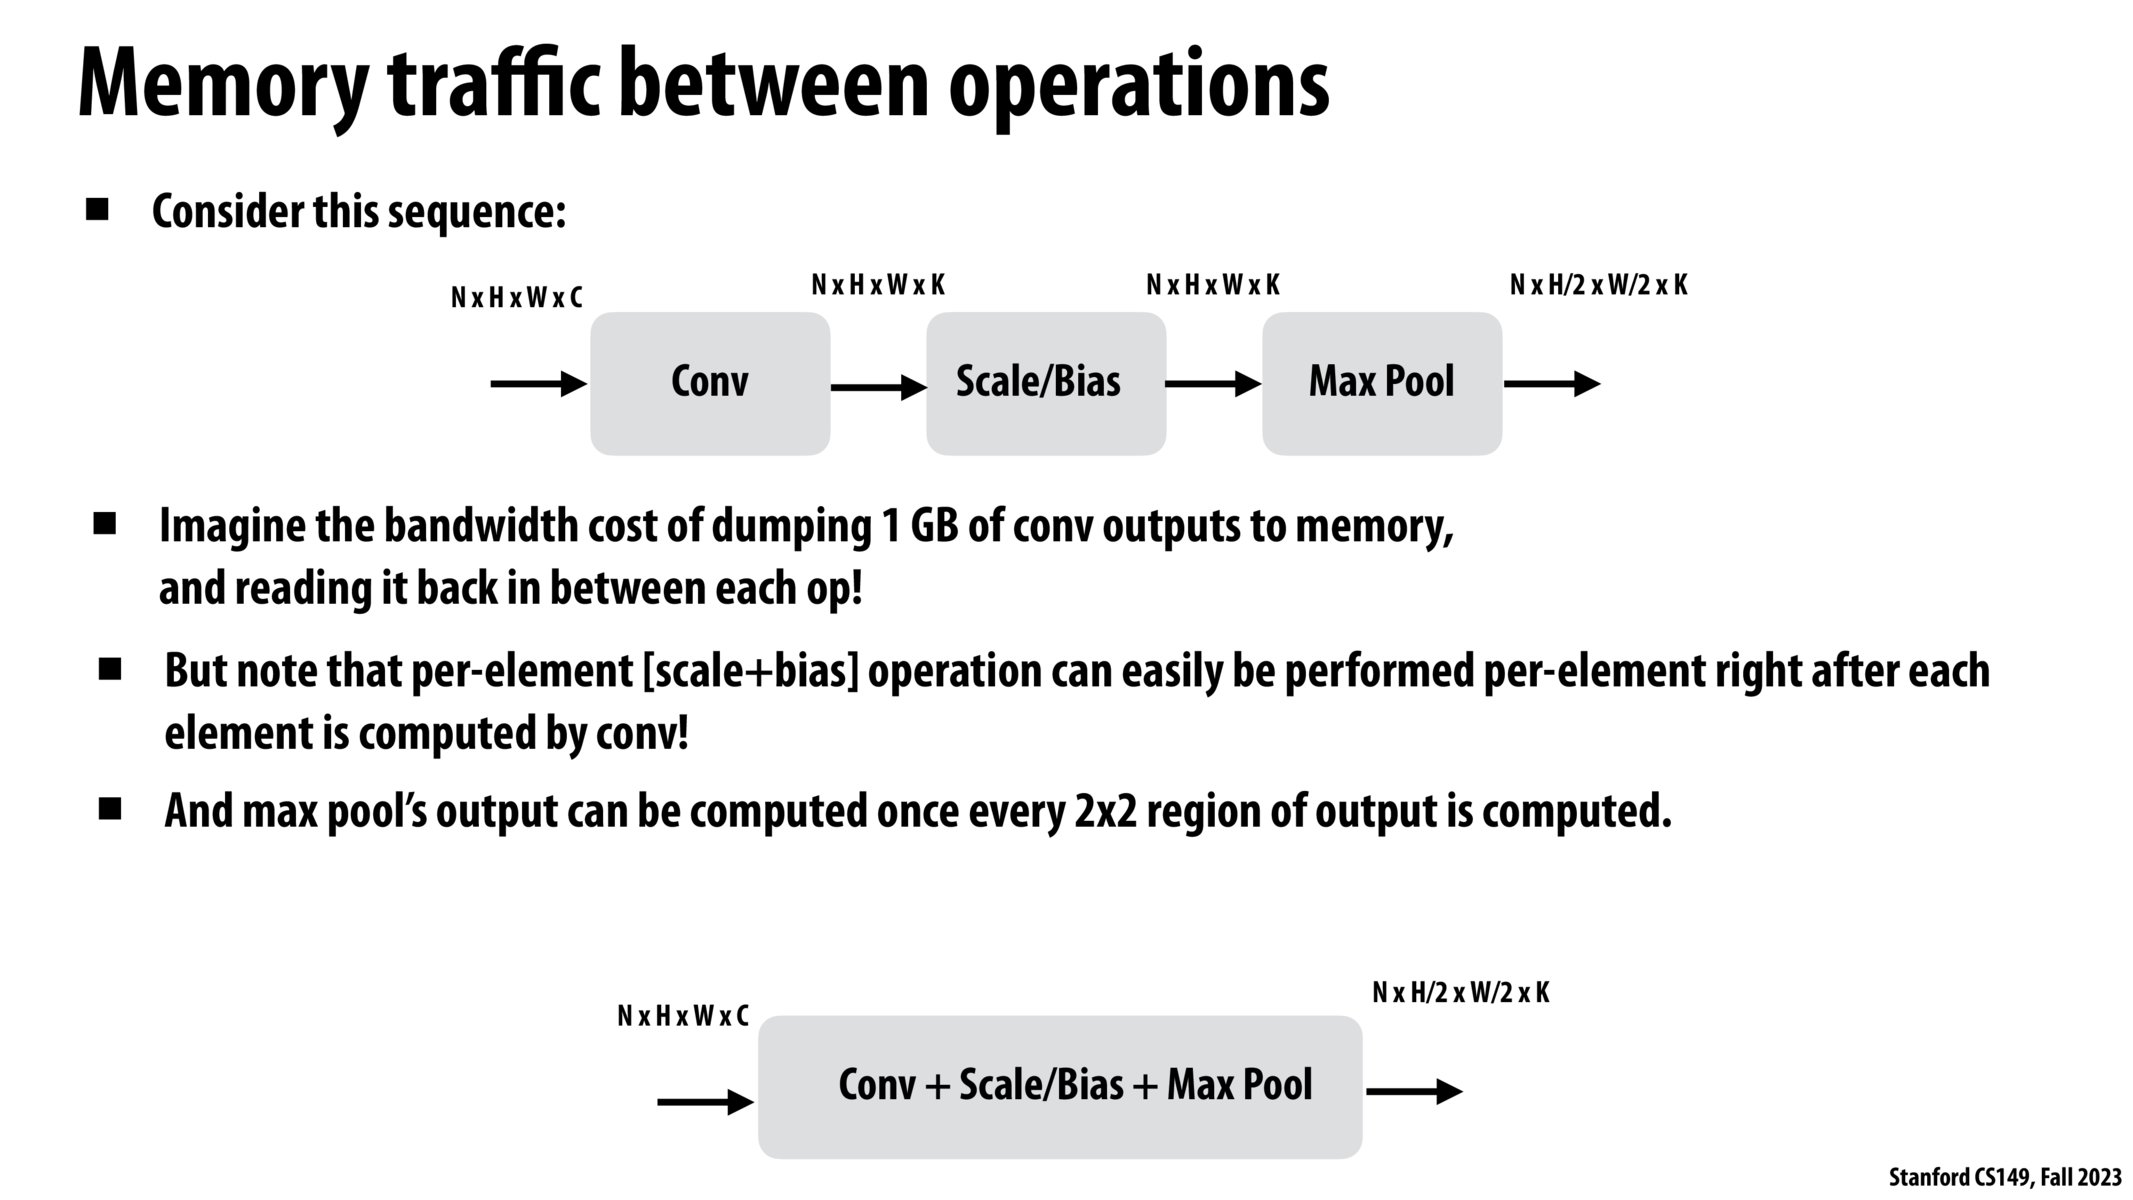 Memory traffic between operations
■ Consider this sequence:
N x H x W x C
N x H x W x K
N x H x W x K
N x H/2 x W/2 x K
Conv
Scale/Bias
Max Pool
■ Imagine the bandwidth cost of dumping 1 GB of conv outputs to memory,
and reading it back in between each op!
■ But note that per-element [scale+bias] operation can easily be performed per-element right after each
element is computed by conv!
■ And max pool’s output can be computed once every 2x2 region of output is computed.
N x H x W x C
N x H/2 x W/2 x K
Conv + Scale/Bias + Max Pool
Stanford CS149, Fall 2023